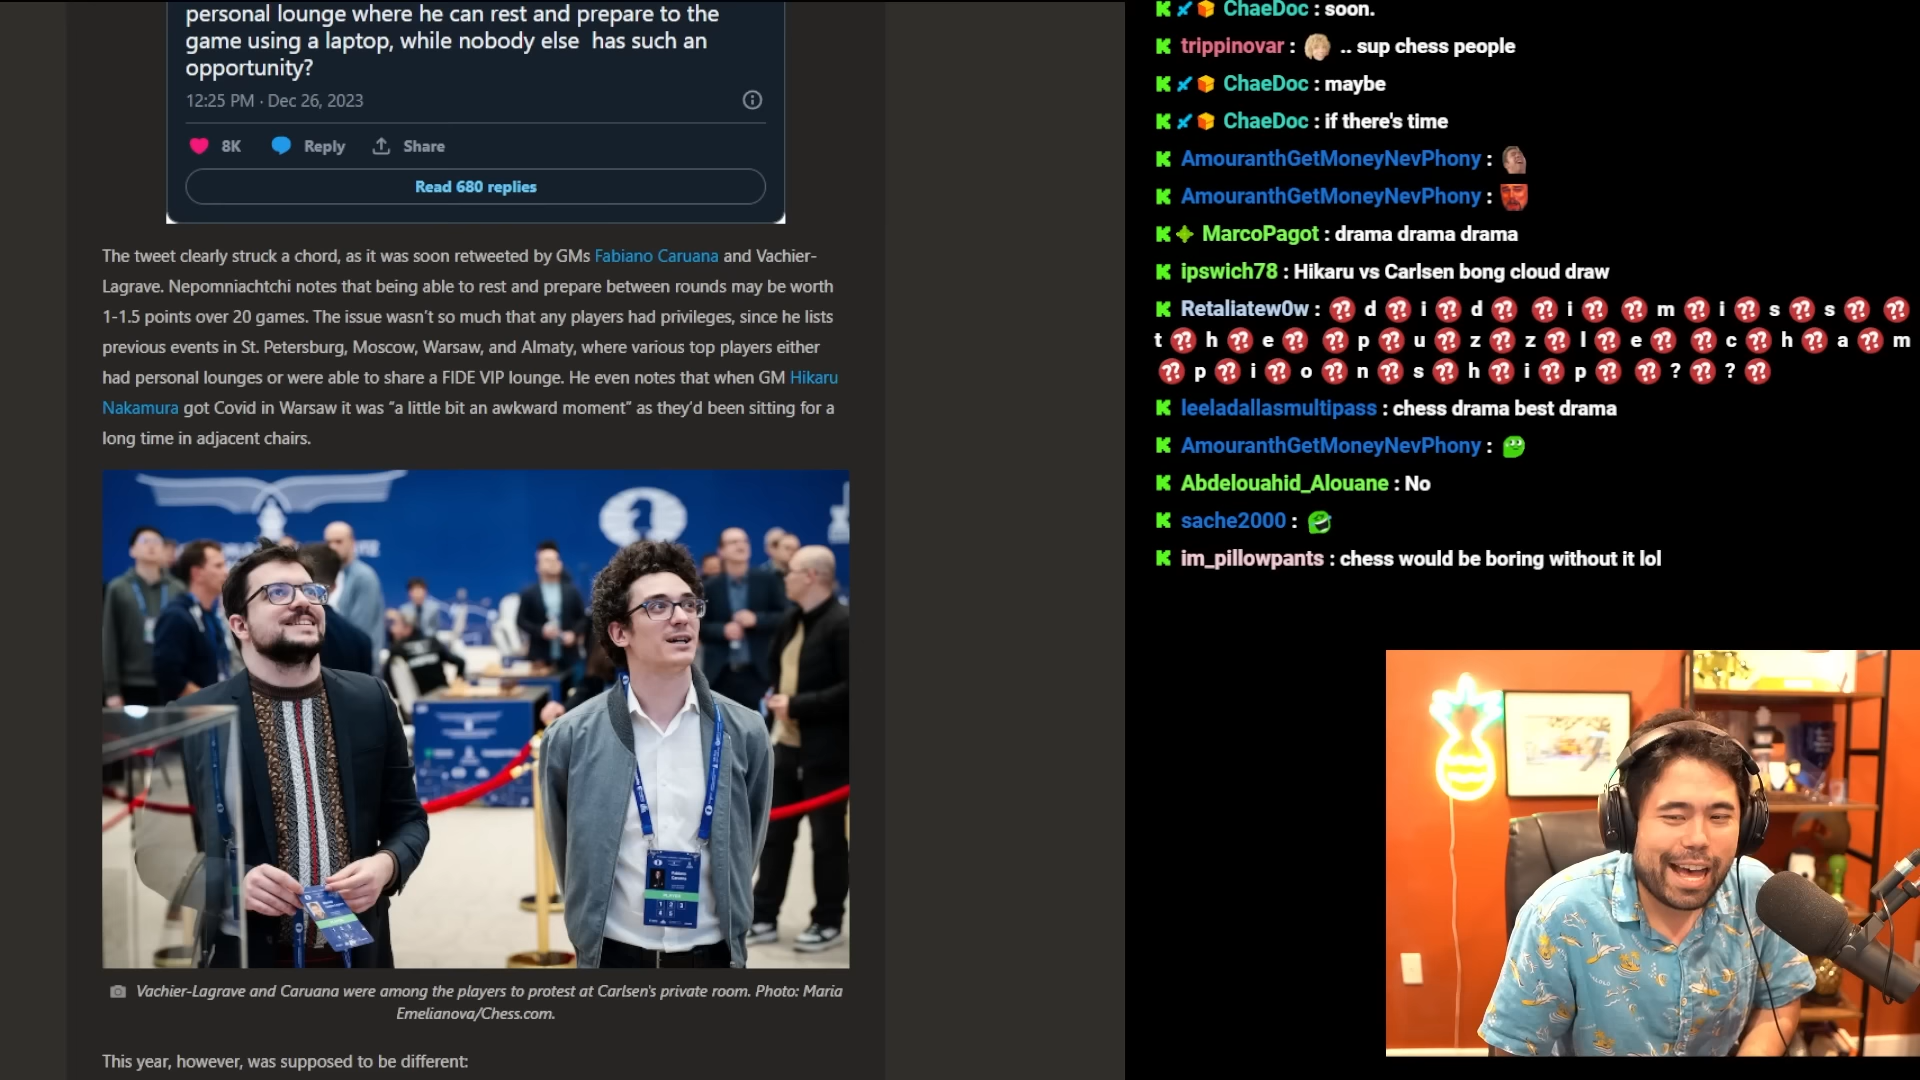 personal lounge where he can rest and prepare to the
game using a laptop, while nobody else has such an
opportunity?
12:25 PM · Dec 26, 2023
8K Reply Share
Read 680 replies
The tweet clearly struck a chord, as it was soon retweeted by GMs Fabiano Caruana and Vachier-
Lagrave. Nepomniachtchi notes that being able to rest and prepare between rounds may be worth
1-1.5 points over 20 games. The issue wasn't so much that any players had privileges, since he lists
previous events in St. Petersburg, Moscow, Warsaw, and Almaty, where various top players either
had personal lounges or were able to share a FIDE VIP lounge. He even notes that when GM Hikaru
Nakamura got Covid in Warsaw it was “a little bit an awkward moment” as they’d been sitting for a
long time in adjacent chairs.
Vachier-Lagrave and Caruana were among the players to protest at Carlsen's private room. Photo: Maria
Emelianova/Chess.com.
This year, however, was supposed to be different:
ChaeDoc : soon.
trippinovar : .. sup chess people
ChaeDoc : maybe
ChaeDoc : if there's time
AmouranthGetMoneyNevPhony :
AmouranthGetMoneyNevPhony :
MarcoPagot : drama drama drama
ipswich78 : Hikaru vs Carlsen bong cloud draw
Retaliatew0w : ?? d ?? i ?? d ?? ?? i ?? ?? m ?? i ?? s ?? s ?? ??
t ?? h ?? e ?? ?? p ?? u ?? z ?? z ?? l ?? e ?? ?? c ?? h ?? a ?? m
?? p ?? i ?? o ?? n ?? s ?? h ?? i ?? p ?? ?? ? ?? ? ??
leeladallasmultipass : chess drama best drama
AmouranthGetMoneyNevPhony :
Abdelouahid_Alouane : No
sache2000 :
im_pillowpants : chess would be boring without it lol